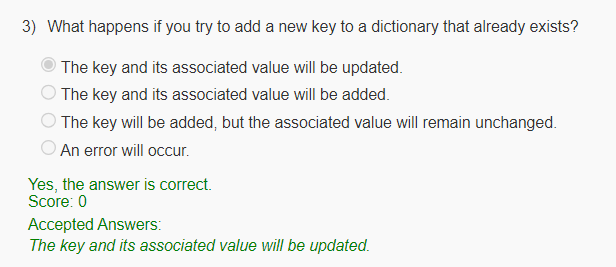 3) What happens if you try to add a new key to a dictionary that already exists?
The key and its associated value will be updated.
The key and its associated value will be added.
The key will be added, but the associated value will remain unchanged.
An error will occur.
Yes, the answer is correct.
Score: 0
Accepted Answers:
The key and its associated value will be updated.